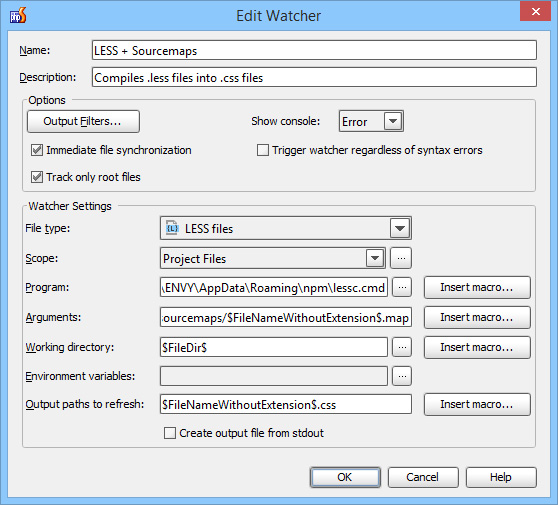 Edit Watcher
Name: LESS + Sourcemaps
Description: Compiles .less files into .css files
Options
Output Filters... Show console: Error
Immediate file synchronization Trigger watcher regardless of syntax errors
Track only root files
Watcher Settings
File type: LESS files
Scope: Project Files ...
Program: \ENVY\AppData\Roaming\npm\lessc.cmd ... Insert macro...
Arguments: ourcemaps/$FileNameWithoutExtension$.map Insert macro...
Working directory: $FileDir$ ... Insert macro...
Environment variables: ...
Output paths to refresh: $FileNameWithoutExtension$.css Insert macro...
Create output file from stdout
OK Cancel Help